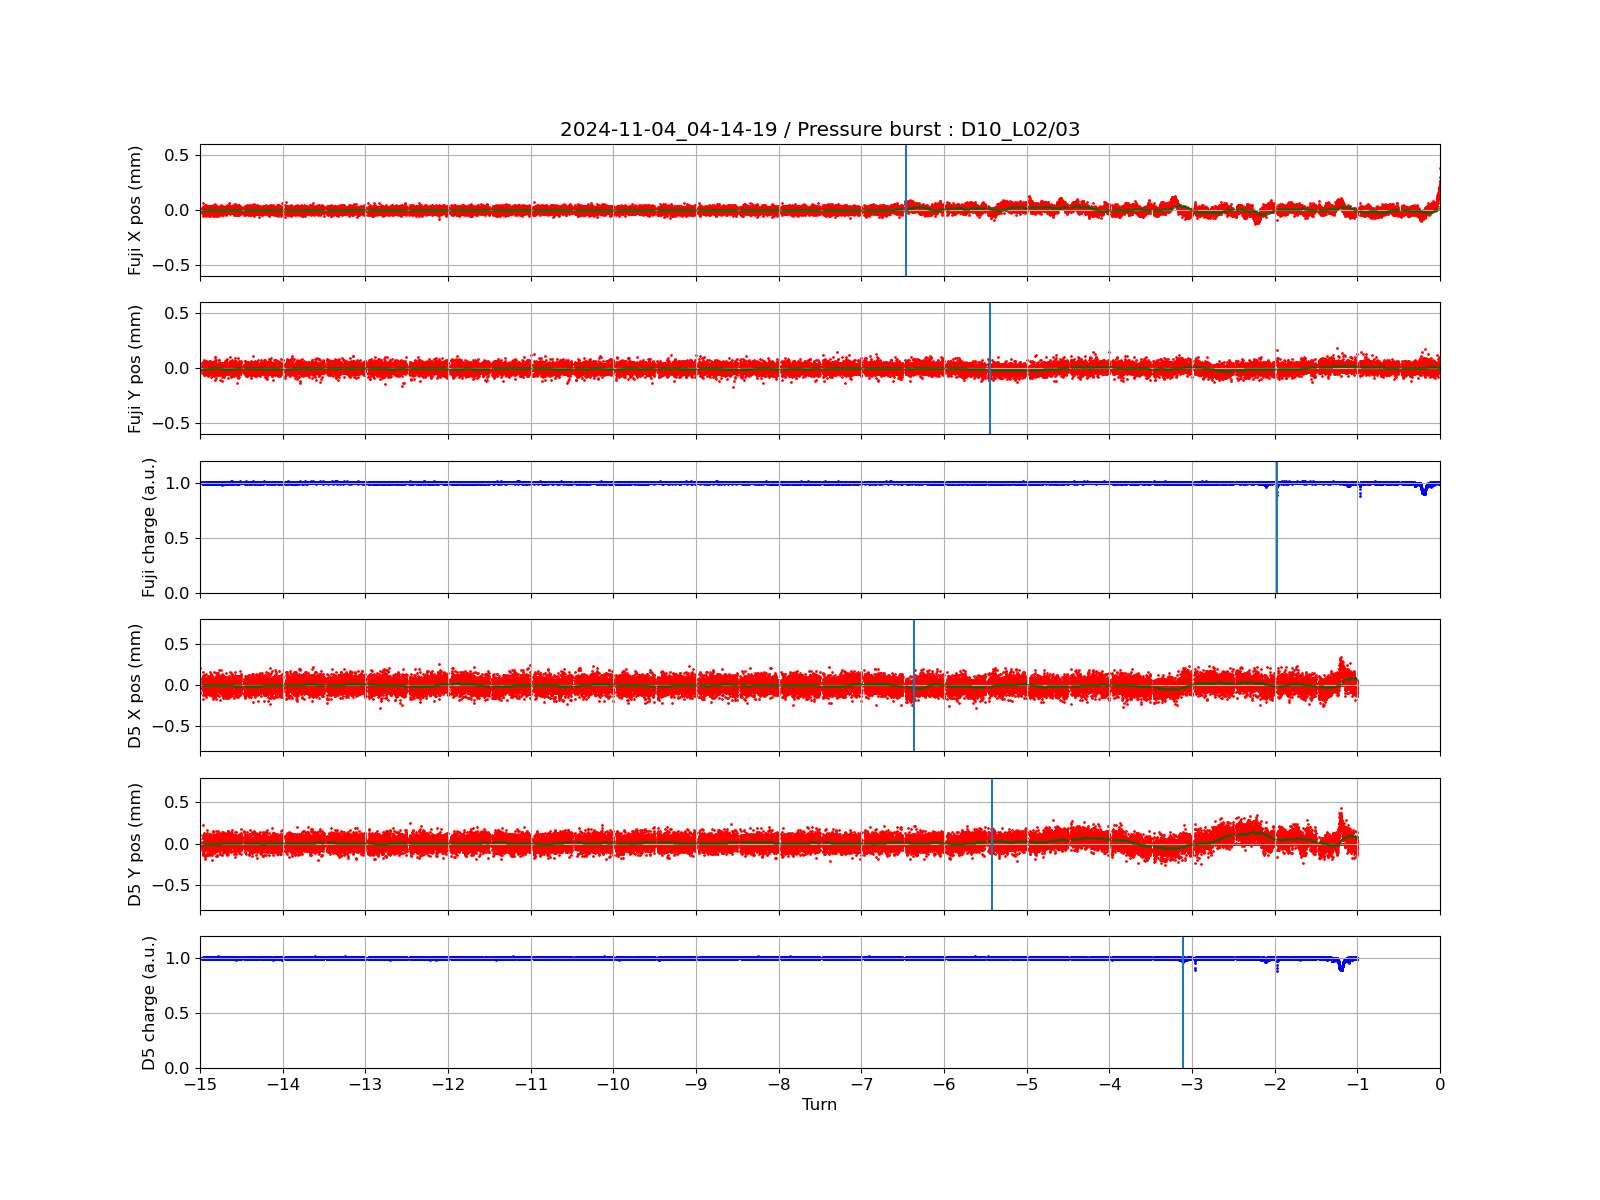 2024-11-04_04-14-19 / Pressure burst : D10_L02/03
Fuji X pos (mm)
0.5
0.0
−0.5
Fuji Y pos (mm)
0.5
0.0
−0.5
Fuji charge (a.u.)
1.0
0.5
0.0
D5 X pos (mm)
0.5
0.0
−0.5
D5 Y pos (mm)
0.5
0.0
−0.5
D5 charge (a.u.)
1.0
0.5
0.0
−15 −14 −13 −12 −11 −10 −9 −8 −7 −6 −5 −4 −3 −2 −1 0
Turn